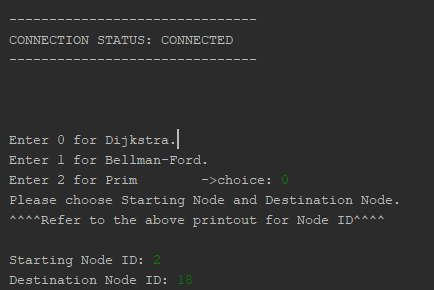 -------------------------------
CONNECTION STATUS: CONNECTED
-------------------------------
Enter 0 for Dijkstra.
Enter 1 for Bellman-Ford.
Enter 2 for Prim        ->choice: 0
Please choose Starting Node and Destination Node.
^^^^Refer to the above printout for Node ID^^^^
Starting Node ID: 2
Destination Node ID: 18